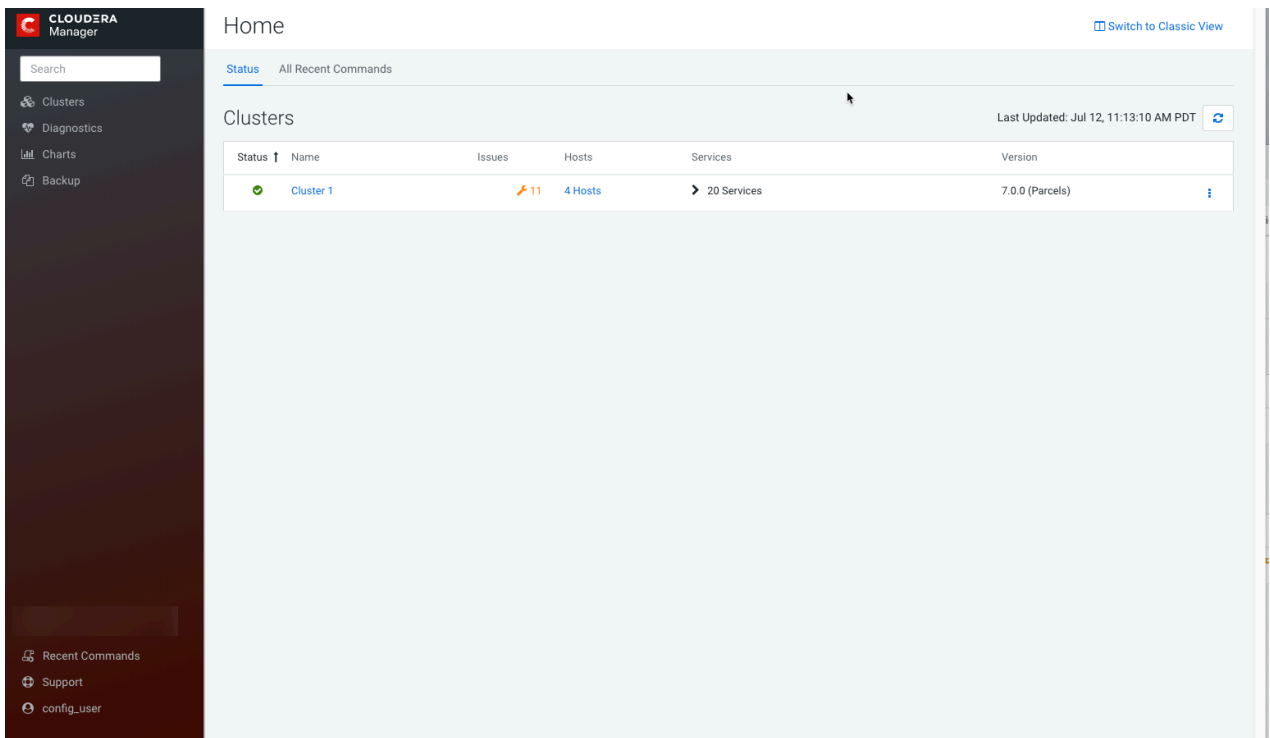 CLOUDERA
Manager
Search
Clusters
Diagnostics
Charts
Backup
Recent Commands
Support
config_user
Home
Switch to Classic View
Status All Recent Commands
Clusters
Last Updated: Jul 12, 11:13:10 AM PDT
Status Name Issues Hosts Services Version
Cluster 1 11 4 Hosts 20 Services 7.0.0 (Parcels)